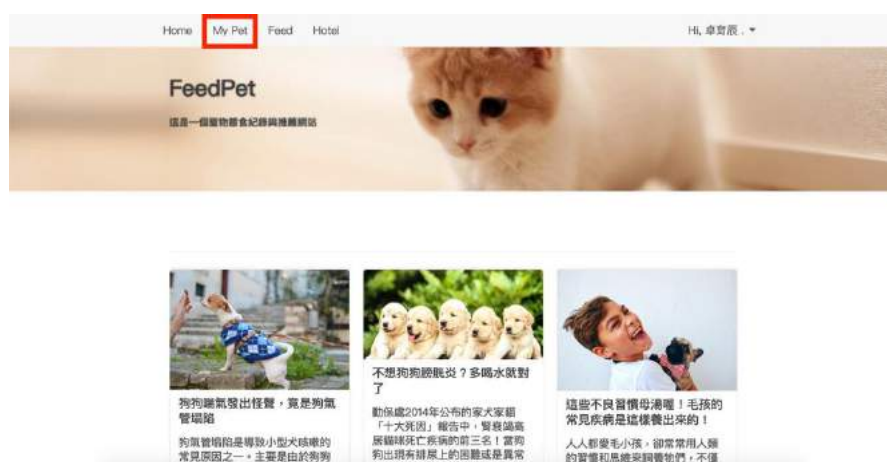 Home My Pet Feed Hotel
Hi, 卓育辰 .
FeedPet
這是一個寵物飲食紀錄與推薦網站
狗狗喘氣發出怪聲,竟是狗氣
管塌陷
狗氣管塌陷是導致小型犬咳嗽的
常見原因之一。主要是由於狗狗
不想狗狗膀胱炎?多喝水就對
了
動保處2014年公布的家犬家貓
「十大死因」報告中,腎衰竭高
居貓咪死亡疾病的前三名!當狗
狗出現有排尿上的困難或是異常
這些不良習慣母湯喔!毛孩的
常見疾病是這樣養出來的!
人人都愛毛小孩,卻常常用人類
的習慣和思維來飼養牠們,不僅